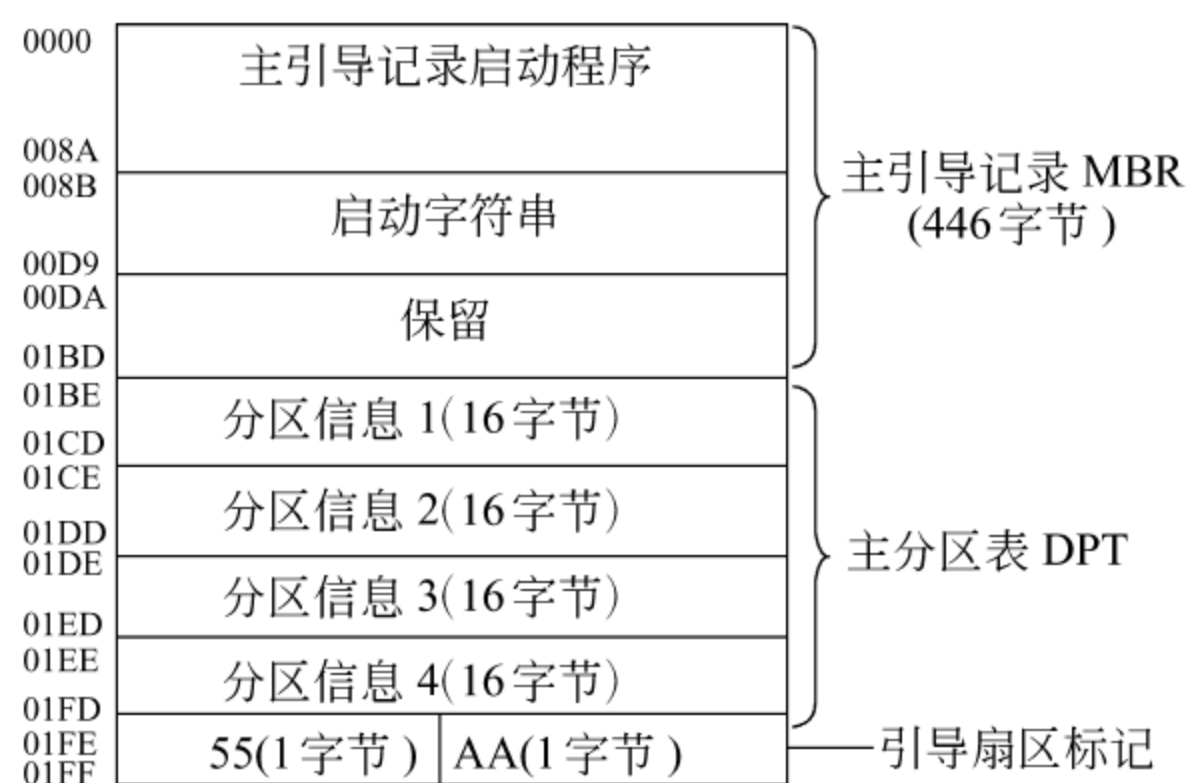 0000
主引导记录启动程序
008A
008B
启动字符串
00D9
00DA
保留
01BD
主引导记录 MBR
(446字节)
01BE
分区信息 1(16字节)
01CD
01CE
分区信息 2(16字节)
01DD
01DE
分区信息 3(16字节)
01ED
01EE
分区信息 4(16字节)
01FD
主分区表 DPT
01FE
55(1字节) AA(1字节)
引导扇区标记
01FF